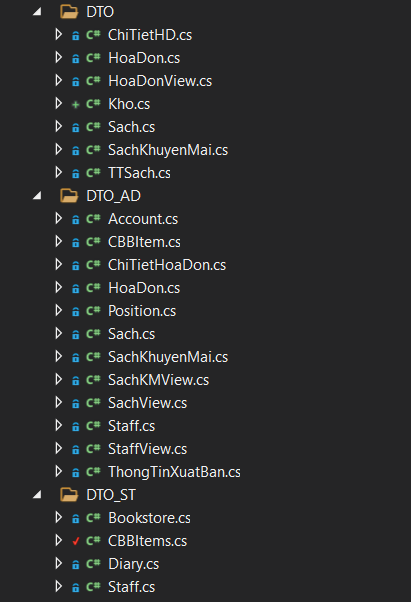 DTO
C# ChiTietHD.cs
C# HoaDon.cs
C# HoaDonView.cs
C# Kho.cs
C# Sach.cs
C# SachKhuyenMai.cs
C# TTSach.cs
DTO_AD
C# Account.cs
C# CBBItem.cs
C# ChiTietHoaDon.cs
C# HoaDon.cs
C# Position.cs
C# Sach.cs
C# SachKhuyenMai.cs
C# SachKMView.cs
C# SachView.cs
C# Staff.cs
C# StaffView.cs
C# ThongTinXuatBan.cs
DTO_ST
C# Bookstore.cs
C# CBBItems.cs
C# Diary.cs
C# Staff.cs